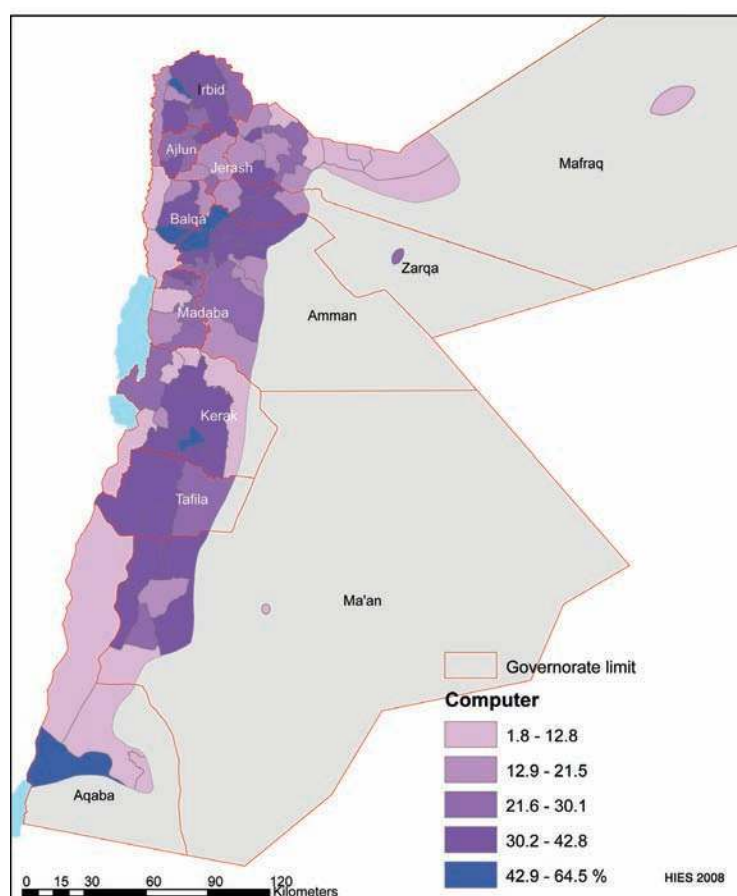 Irbid
Ajlun
Jerash
Mafraq
Balqa'
Zarqa
Madaba
Amman
Kerak
Tafila
Ma'an
Aqaba
Governorate limit
Computer
1.8 - 12.8
12.9 - 21.5
21.6 - 30.1
30.2 - 42.8
42.9 - 64.5 %
HIES 2008
0 15 30 60 90 120
Kilometers